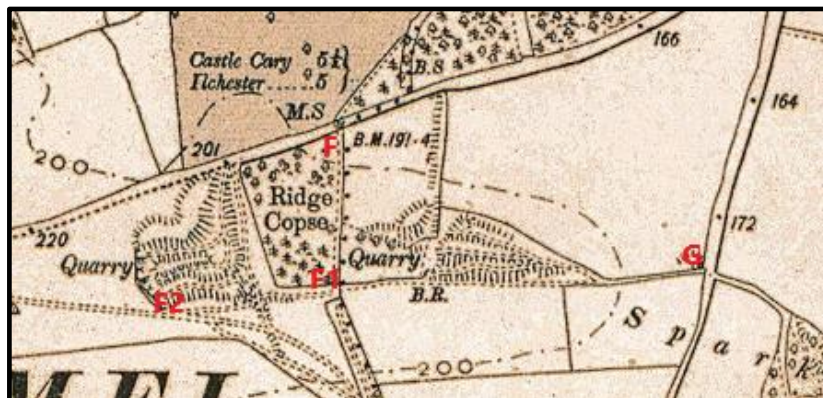 166
Castle Cary 5¼
Ilchester ...... 5
B.S
M.S
164
F
B.M.191·4
201
200
Ridge
Copse
172
220
Quarry
Quarry
G
F1
F2
B.R.
S p a r k
200
MEL